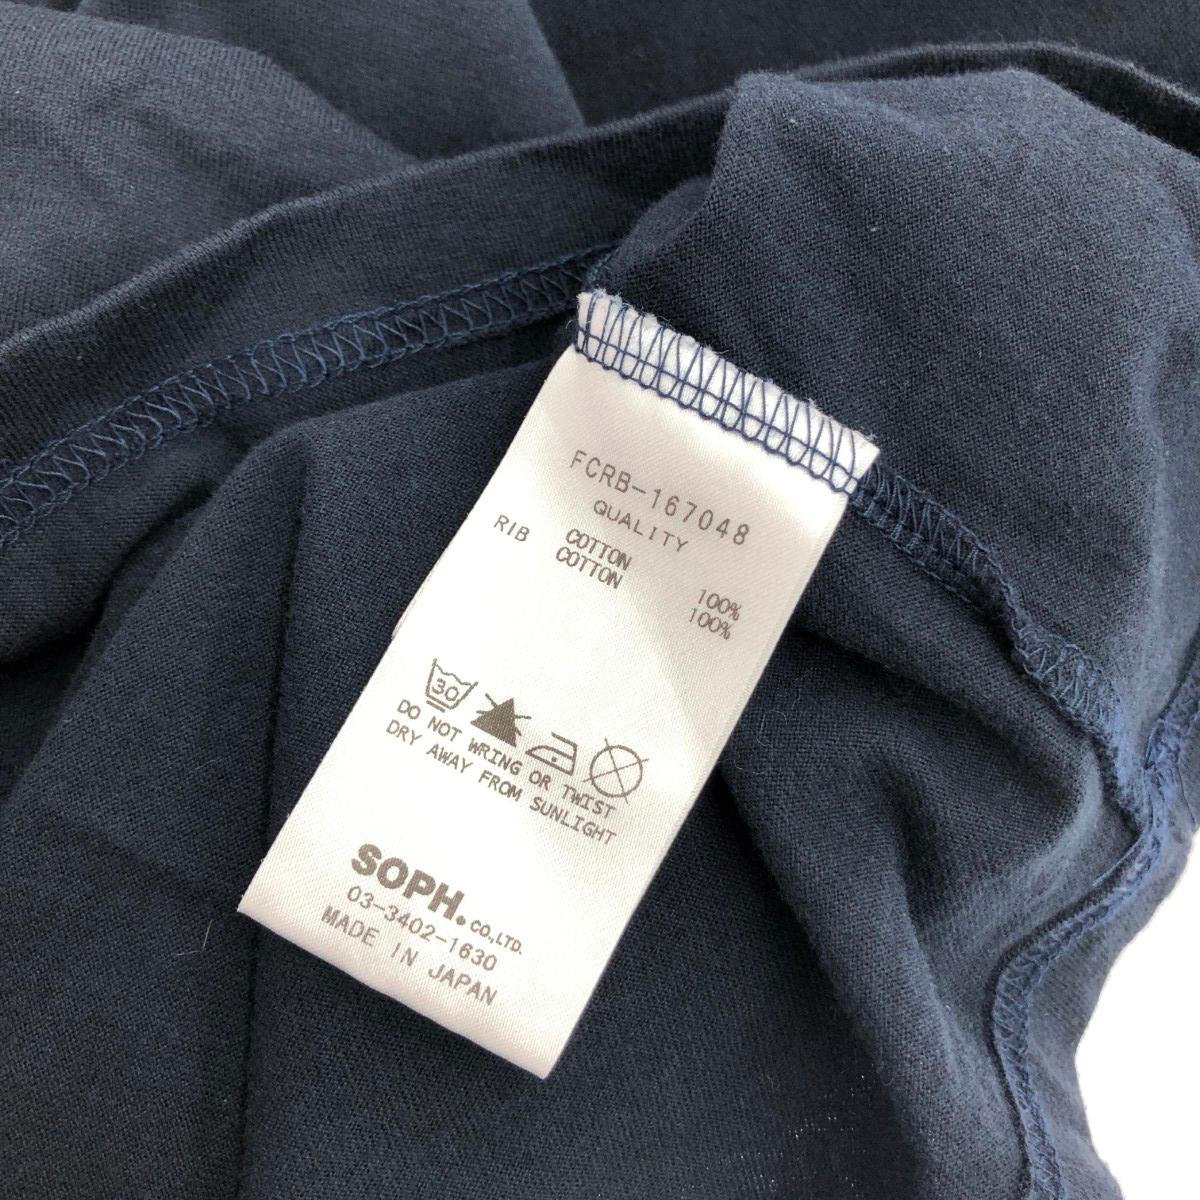 FCRB-167048
QUALITY
COTTON 100%
RIB COTTON 100%
30
DO NOT WRING OR TWIST
DRY AWAY FROM SUNLIGHT
SOPH.CO.,LTD.
03-3402-1630
MADE IN JAPAN